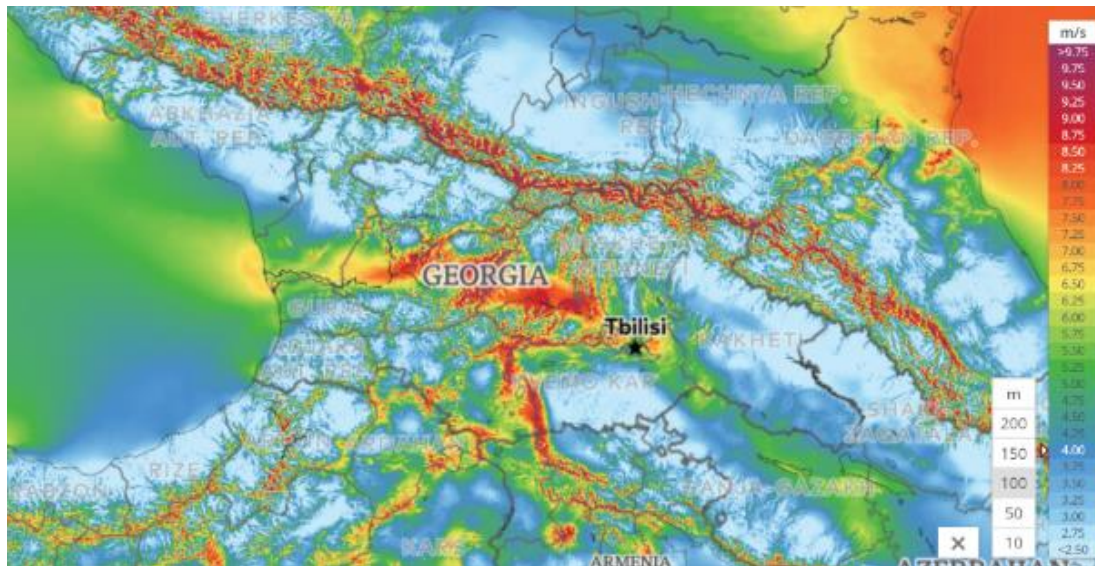 CHERKESSIA
REP.
ABKHAZIA
AUT. REP.
INGUSH
REP.
CHECHNYA REP.
DAGESTAN REP.
GEORGIA
GURIA
Tbilisi
KAKHETI
KVEMO KAR
RIZE
TRABZON
KARS
ARMENIA
AZERBAIJAN
m/s
>9.75
9.75
9.50
9.25
9.00
8.75
8.50
8.25
8.00
7.75
7.50
7.25
7.00
6.75
6.50
6.25
6.00
5.75
5.50
5.25
5.00
4.75
4.50
4.25
4.00
3.75
3.50
3.25
3.00
2.75
<2.50
m
200
150
100
50
10
×